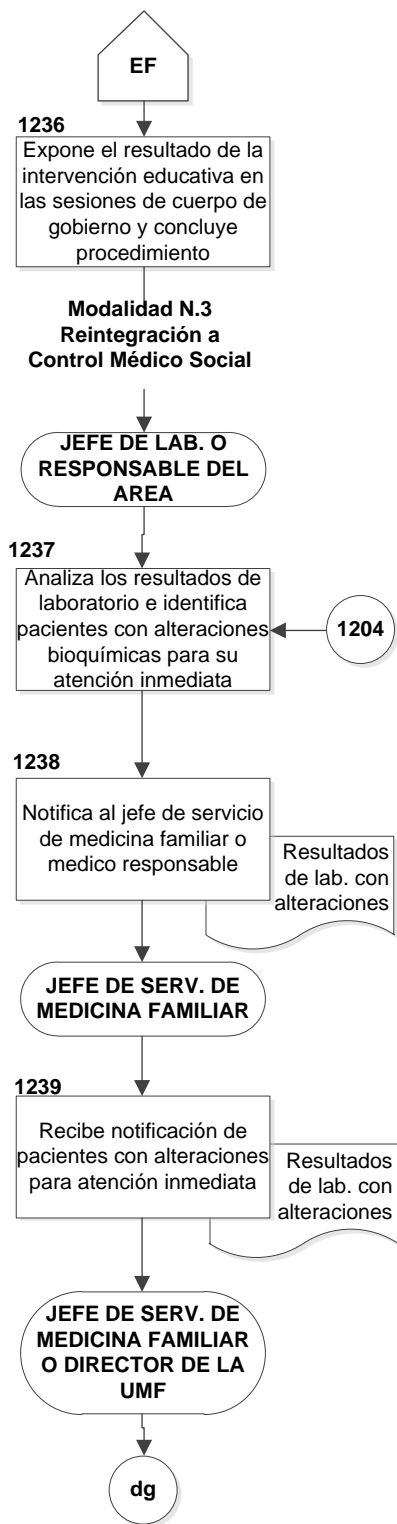 EF
1236
Expone el resultado de la
intervención educativa en
las sesiones de cuerpo de
gobierno y concluye
procedimiento
Modalidad N.3
Reintegración a
Control Médico Social
JEFE DE LAB. O
RESPONSABLE DEL
AREA
1237
Analiza los resultados de
laboratorio e identifica
pacientes con alteraciones
bioquímicas para su
atención inmediata
1204
1238
Notifica al jefe de servicio
de medicina familiar o
medico responsable
Resultados
de lab. con
alteraciones
JEFE DE SERV. DE
MEDICINA FAMILIAR
1239
Recibe notificación de
pacientes con alteraciones
para atención inmediata
Resultados
de lab. con
alteraciones
JEFE DE SERV. DE
MEDICINA FAMILIAR
O DIRECTOR DE LA
UMF
dg